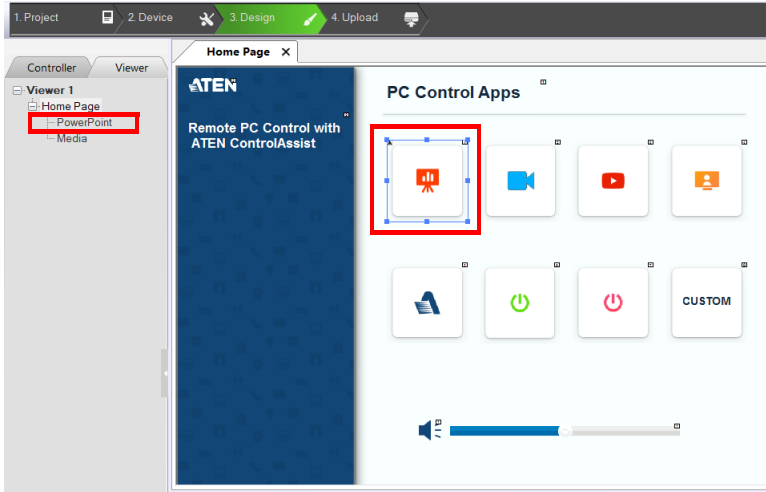 1. Project
2. Device
3. Design
4. Upload
Home Page X
Controller
Viewer
Viewer 1
Home Page
PowerPoint
Media
ATEN
Remote PC Control with
ATEN ControlAssist
PC Control Apps
CUSTOM